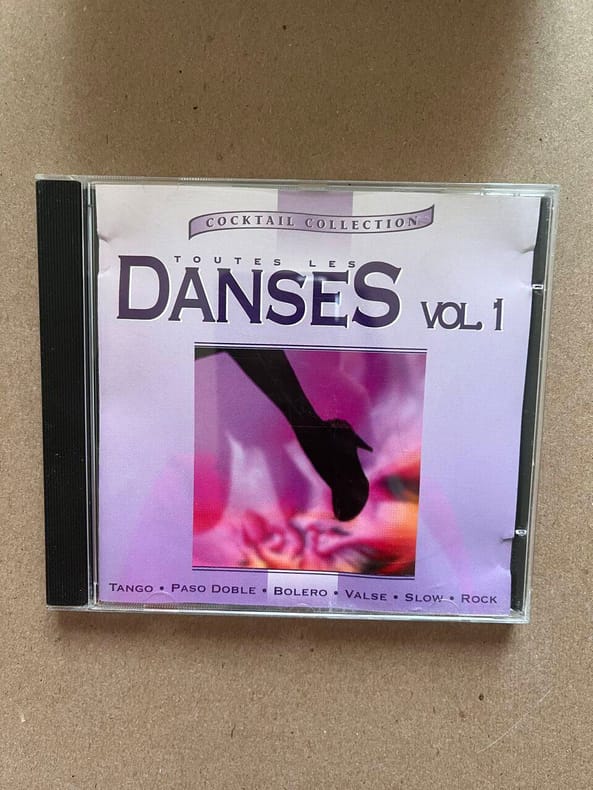 COCKTAIL COLLECTION
TOUTES LES
DANSES VOL. 1
TANGO • PASO DOBLE • BOLERO • VALSE • SLOW • ROCK